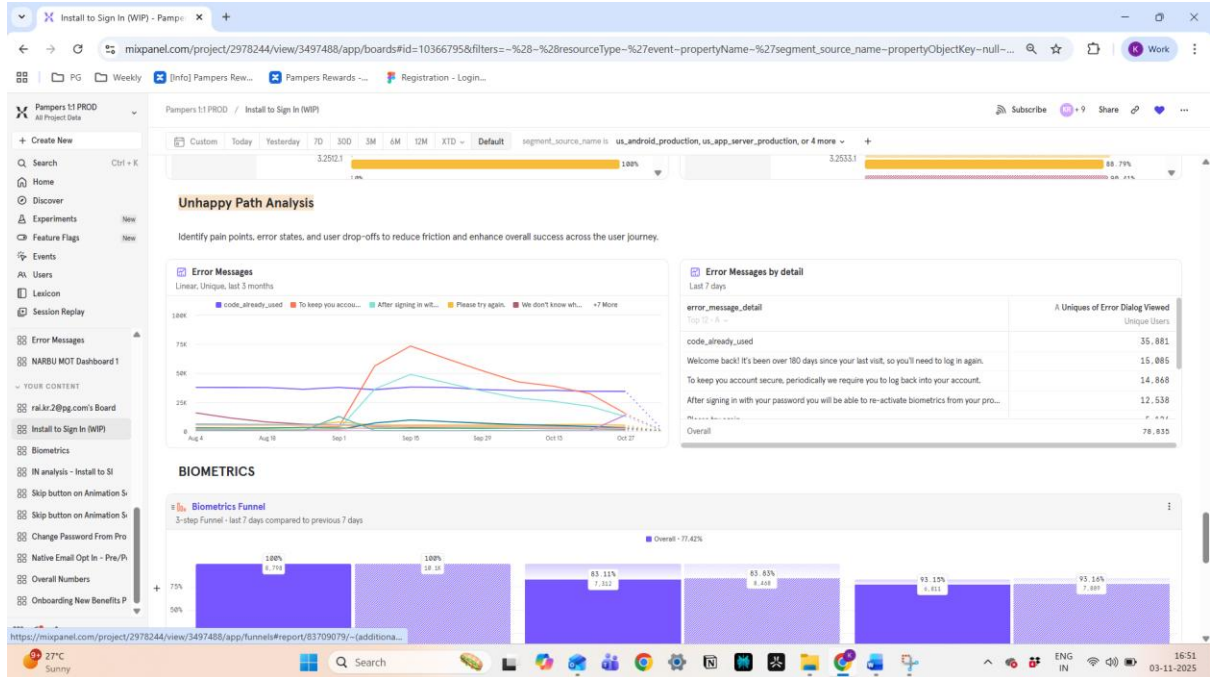 Install to Sign In (WIP) - Pampe
mixpanel.com/project/2978244/view/3497488/app/boards#id=10366795&filters=~%28~%28resourceType~%27event~propertyName~%27segment_source_name~propertyObjectKey~null~...
Work
PG
Weekly
[Info] Pampers Rew...
Pampers Rewards -...
Registration - Login...
Pampers 1:1 PROD
All Project Data
Pampers 1:1 PROD / Install to Sign In (WIP)
Subscribe
+ 9
Share
+ Create New
Custom Today Yesterday 7D 30D 3M 6M 12M XTD Default
segment_source_name is us_android_production, us_app_server_production, or 4 more
Search Ctrl + K
Home
Discover
Experiments New
Feature Flags New
Events
Users
Lexicon
Session Replay
Error Messages
NARBU MOT Dashboard 1
YOUR CONTENT
rai.kr.2@pg.com's Board
Install to Sign In (WIP)
Biometrics
IN analysis - Install to SI
Skip button on Animation S
Skip button on Animation S
Change Password From Pro
Native Email Opt In - Pre/P
Overall Numbers
Onboarding New Benefits P
3.2512.1
100%
3.2533.1
88.79%
Unhappy Path Analysis
Identify pain points, error states, and user drop-offs to reduce friction and enhance overall success across the user journey.
Error Messages
Linear, Unique, last 3 months
code_already_used To keep you accou... After signing in wit... Please try again. We don't know wh... +7 More
100K
75K
50K
25K
0
Aug 4 Aug 18 Sep 1 Sep 15 Sep 29 Oct 13 Oct 27
Error Messages by detail
Last 7 days
error_message_detail A Uniques of Error Dialog Viewed
Top 12 - A Unique Users
code_already_used 35,881
Welcome back! It's been over 180 days since your last visit, so you'll need to log in again. 15,085
To keep you account secure, periodically we require you to log back into your account. 14,868
After signing in with your password you will be able to re-activate biometrics from your pro... 12,538
Overall 78,835
BIOMETRICS
Biometrics Funnel
3-step Funnel · last 7 days compared to previous 7 days
Overall - 77.42%
100%
100%
83.11%
7,312
83.83%
8,468
93.15%
6,811
93.16%
75%
50%
https://mixpanel.com/project/2978244/view/3497488/app/funnels#report/83709079/~(additiona...
27°C
Sunny
Search
ENG
IN
16:51
03-11-2025